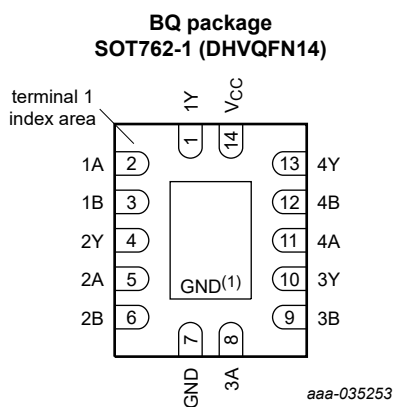 BQ package
SOT762-1 (DHVQFN14)
terminal 1
index area
1Y
VCC
1
14
1A 2
13 4Y
1B 3
12 4B
2Y 4
11 4A
2A 5
10 3Y
GND(1)
2B 6
9 3B
7
8
GND
3A
aaa-035253